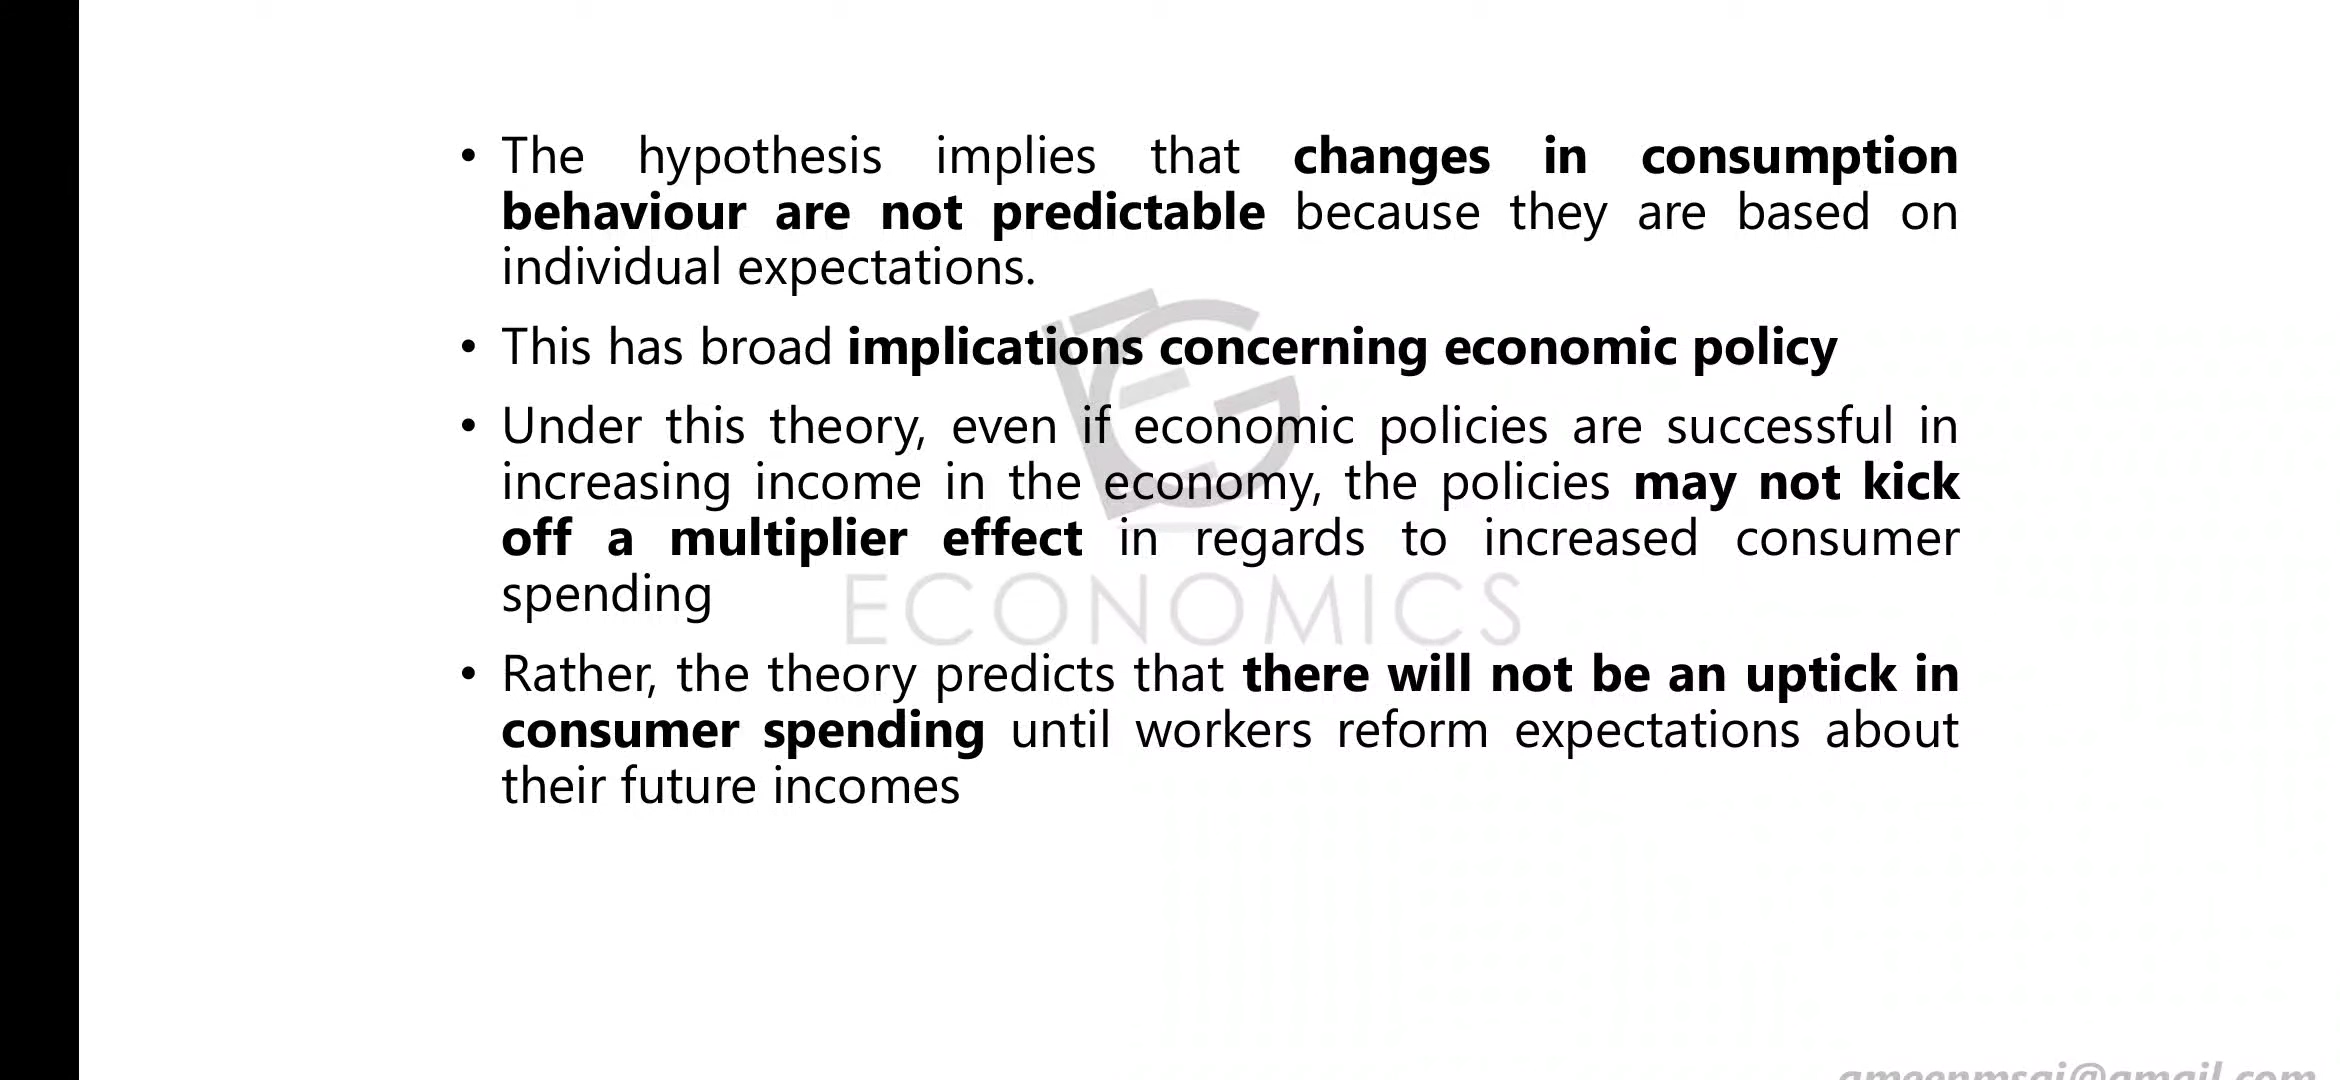 • The hypothesis implies that changes in consumption
behaviour are not predictable because they are based on
individual expectations.
• This has broad implications concerning economic policy
• Under this theory, even if economic policies are successful in
increasing income in the economy, the policies may not kick
off a multiplier effect in regards to increased consumer
spending
ECONOMICS
• Rather, the theory predicts that there will not be an uptick in
consumer spending until workers reform expectations about
their future incomes
ameenmsai@gmail.com